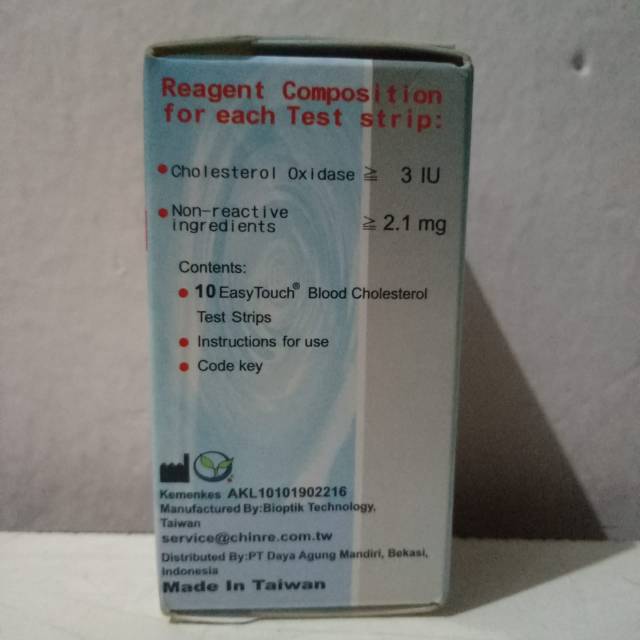 Reagent Composition
for each Test strip:
• Cholesterol Oxidase ≧ 3 IU
• Non-reactive
ingredients ≧ 2.1 mg
Contents:
• 10 EasyTouch® Blood Cholesterol
Test Strips
• Instructions for use
• Code key
Kemenkes AKL10101902216
Manufactured By:Bioptik Technology,
Taiwan
service@chinre.com.tw
Distributed By:PT Daya Agung Mandiri, Bekasi,
Indonesia
Made In Taiwan